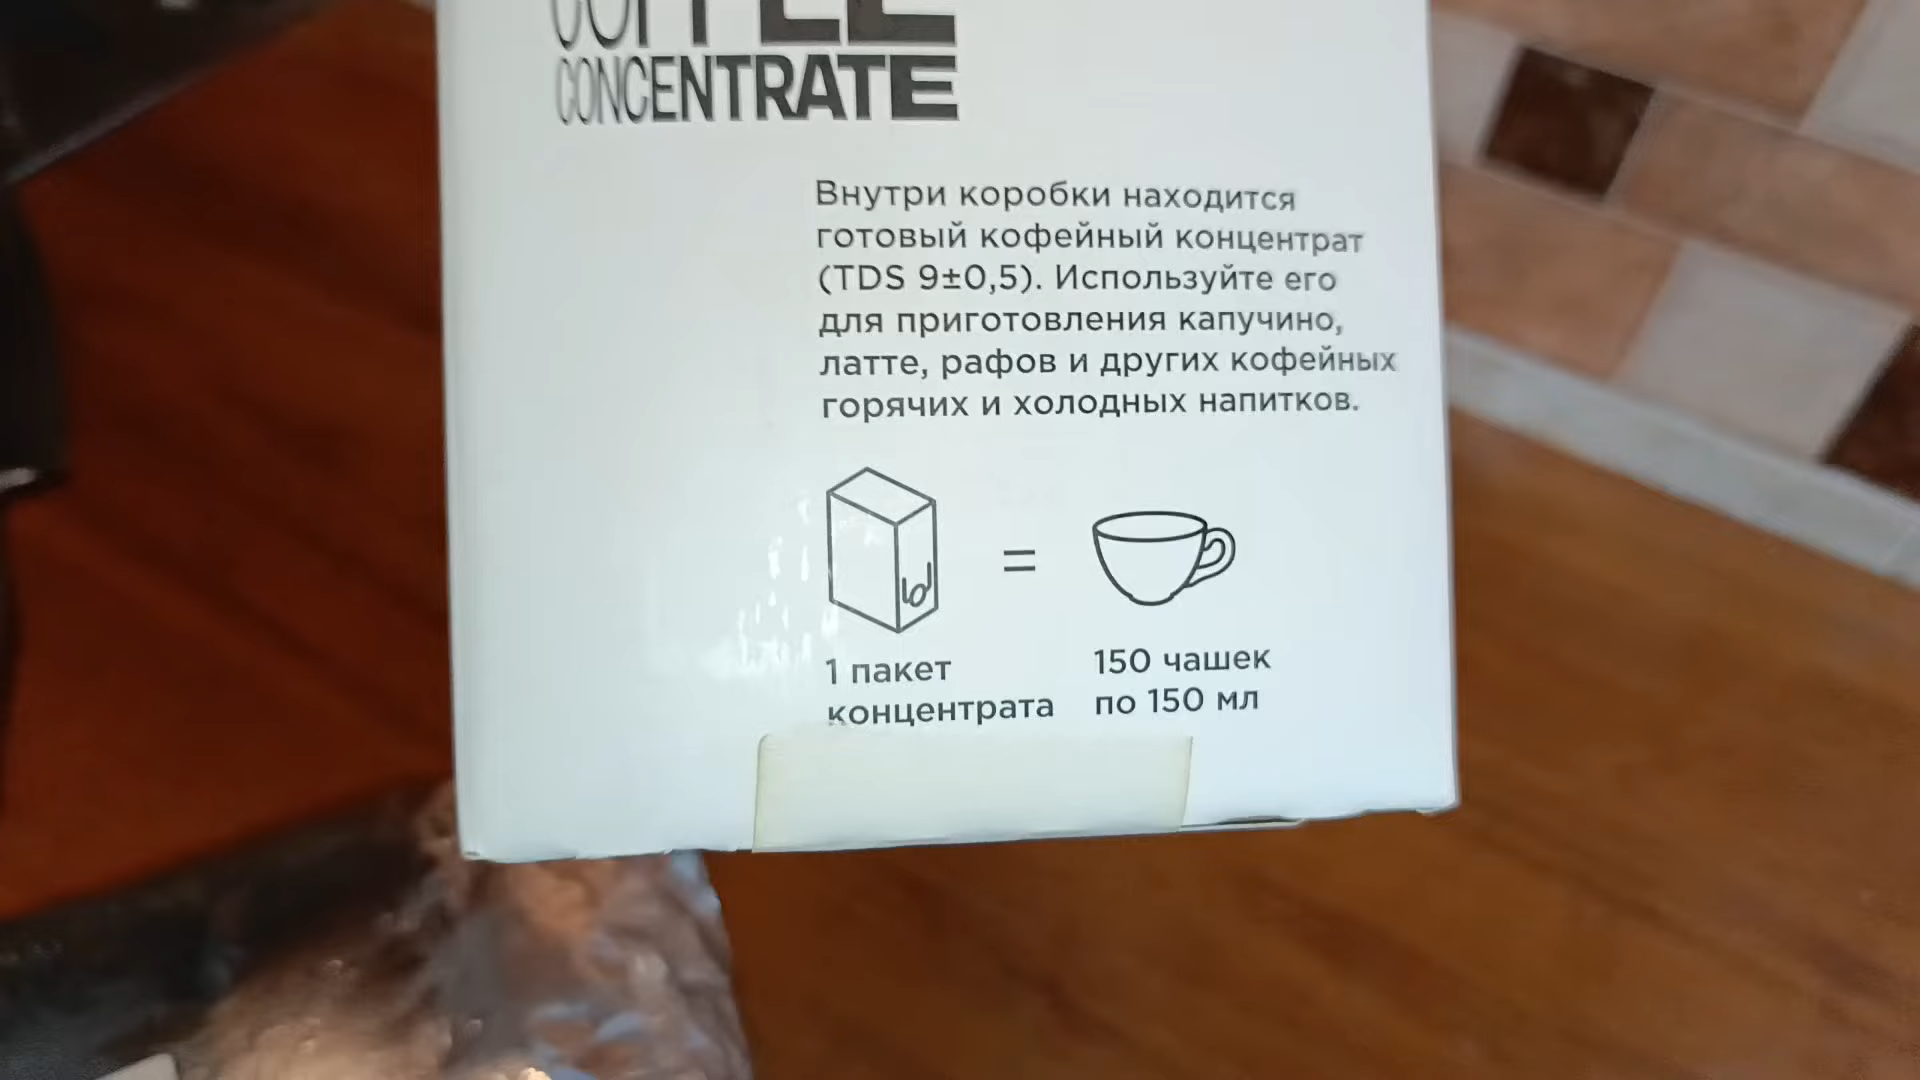 COFFEE
CONCENTRATE
Внутри коробки находится
готовый кофейный концентрат
(TDS 9±0,5). Используйте его
для приготовления капучино,
латте, рафов и других кофейных
горячих и холодных напитков.
=
1 пакет
концентрата
150 чашек
по 150 мл